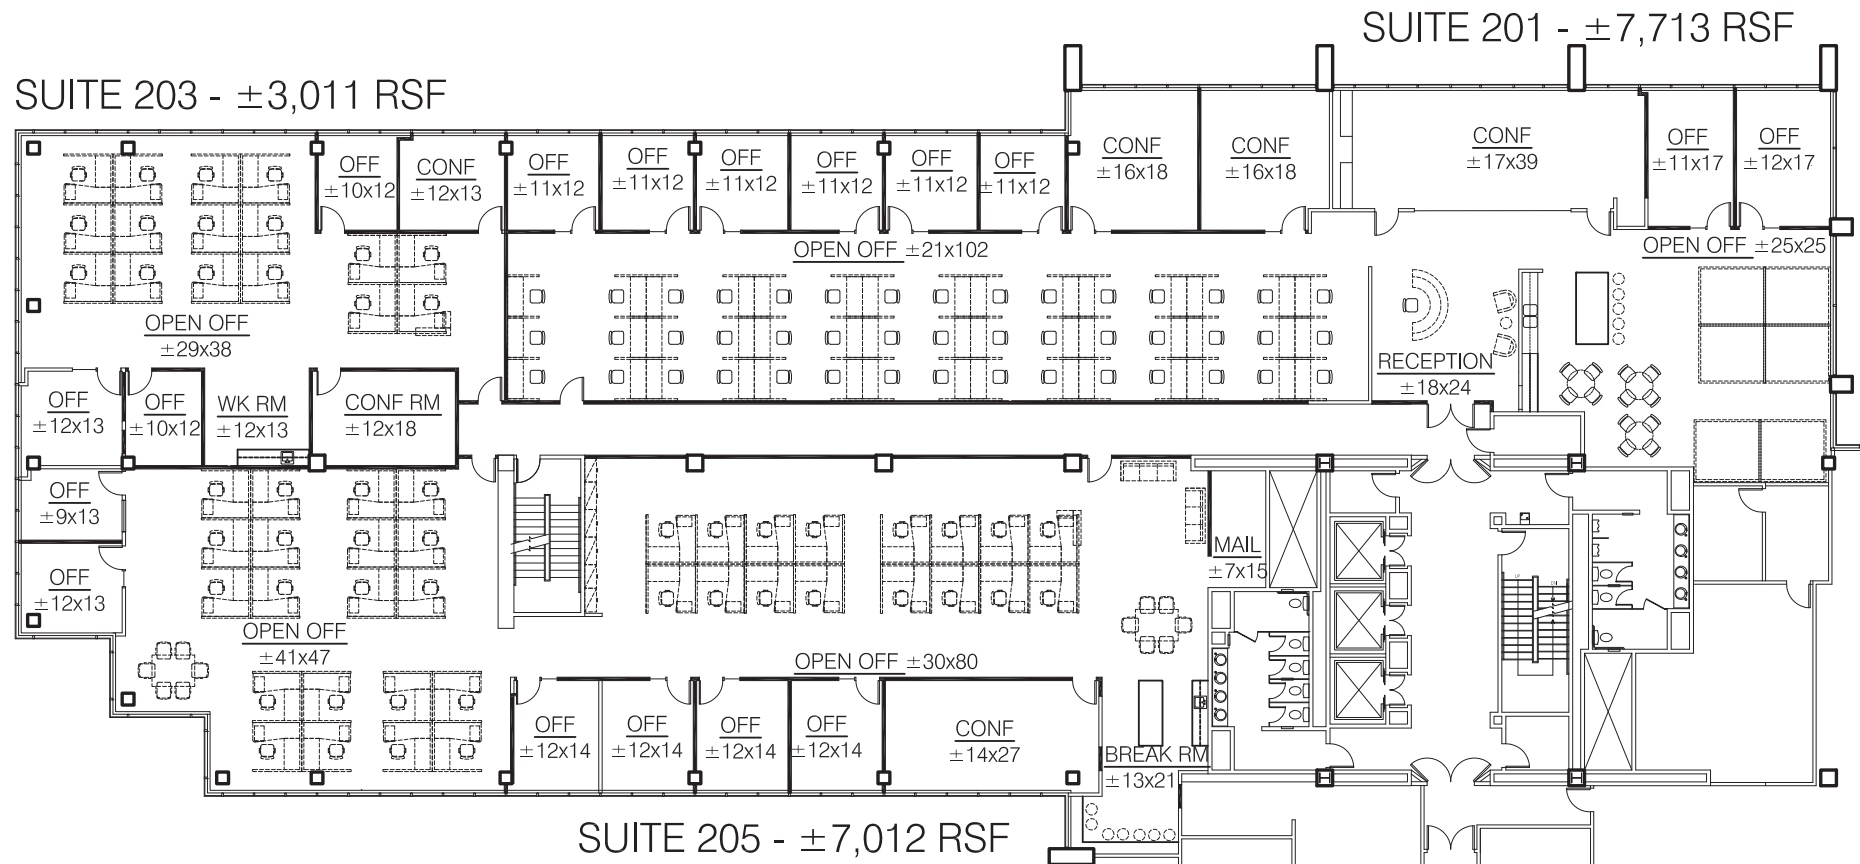 SUITE 201 - ±7,713 RSF
SUITE 203 - ±3,011 RSF
OFF
±10x12
CONF
±12x13
OFF
±11x12
OFF
±11x12
OFF
±11x12
OFF
±11x12
OFF
±11x12
OFF
±11x12
CONF
±16x18
CONF
±16x18
CONF
±17x39
OFF
±11x17
OFF
±12x17
OPEN OFF ±21x102
OPEN OFF ±25x25
OPEN OFF
±29x38
RECEPTION
±18x24
OFF
±12x13
OFF
±10x12
WK RM
±12x13
CONF RM
±12x18
OFF
±9x13
OFF
±12x13
MAIL
±7x15
OPEN OFF
±41x47
OPEN OFF ±30x80
OFF
±12x14
OFF
±12x14
OFF
±12x14
OFF
±12x14
CONF
±14x27
BREAK RM
±13x21
SUITE 205 - ±7,012 RSF